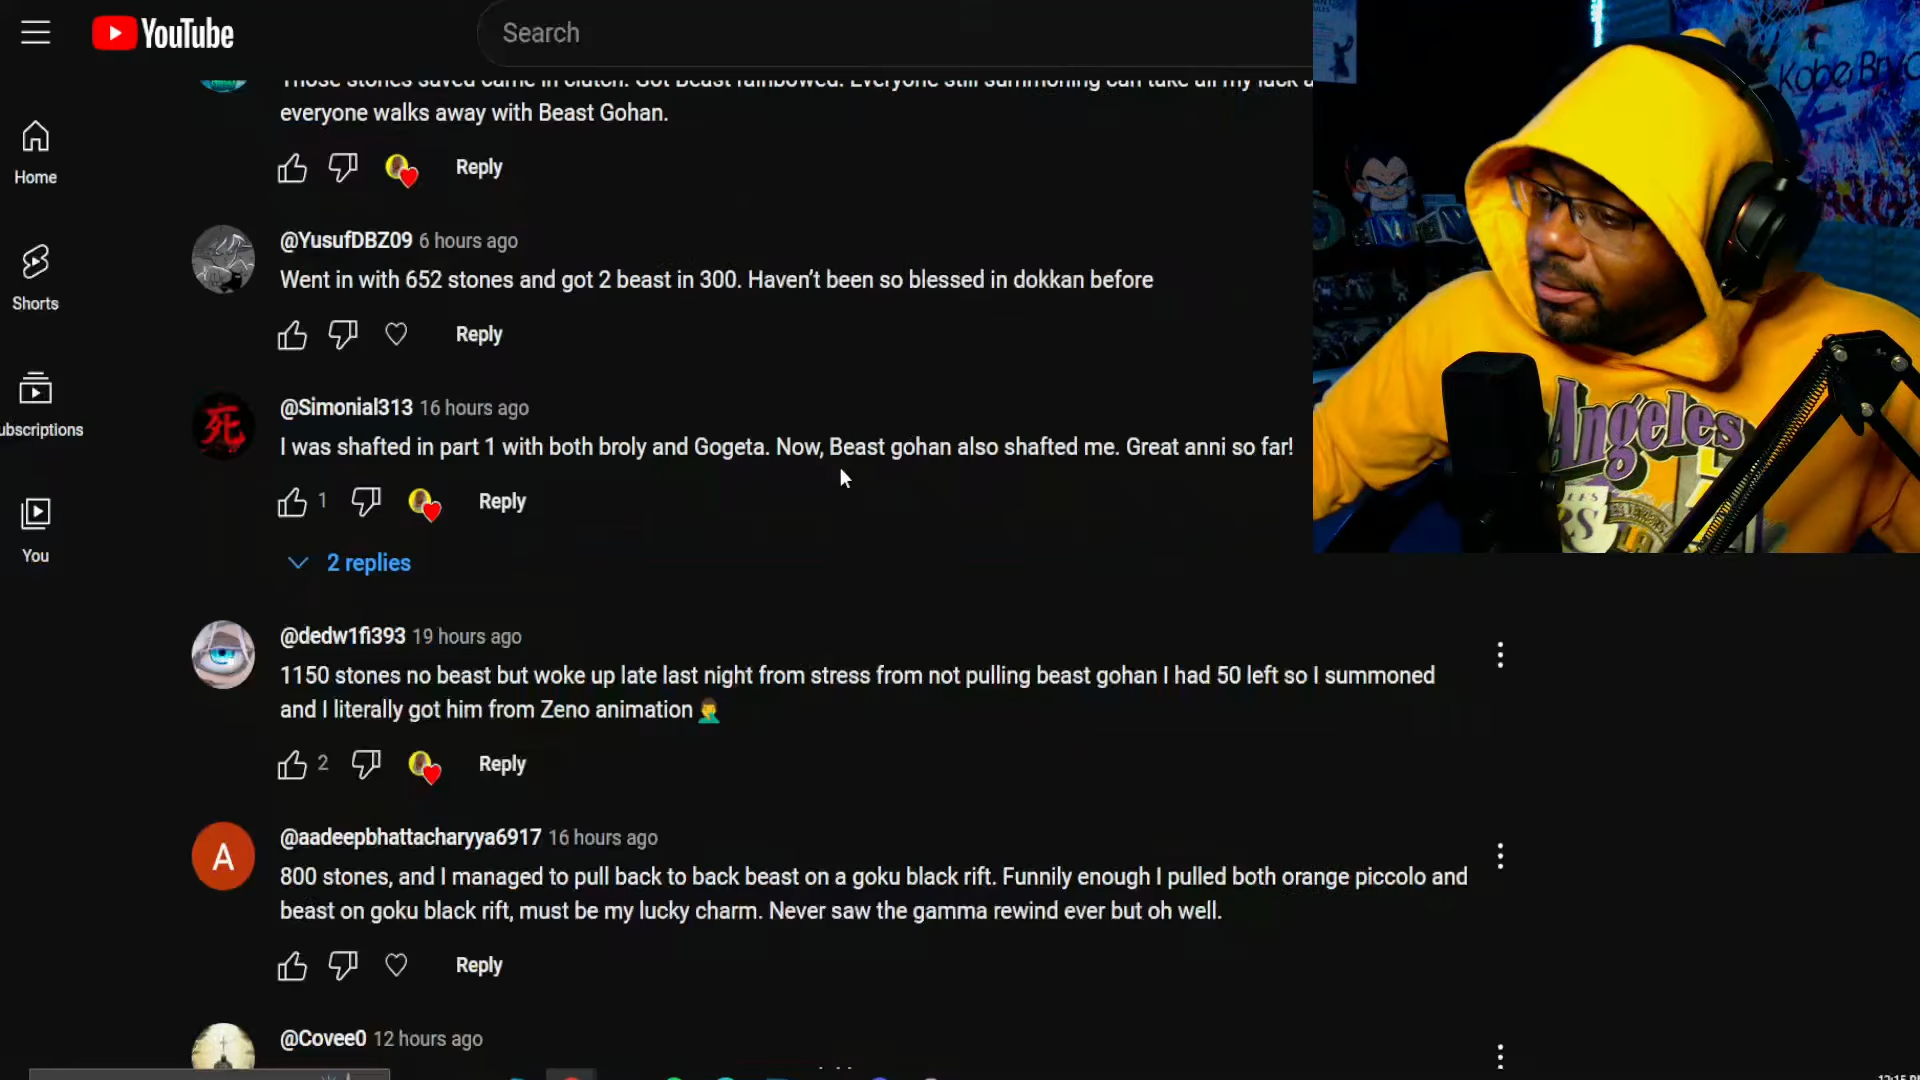 YouTube
Search
Those stones saved came in clutch. Got Beast rainbowed. Everyone still summoning can take all my luck
everyone walks away with Beast Gohan.
Reply
Home
@YusufDBZ09 6 hours ago
Went in with 652 stones and got 2 beast in 300. Haven't been so blessed in dokkan before
Reply
Shorts
@Simonial313 16 hours ago
I was shafted in part 1 with both broly and Gogeta. Now, Beast gohan also shafted me. Great anni so far!
1 Reply
2 replies
ubscriptions
You
@dedw1fi393 19 hours ago
1150 stones no beast but woke up late last night from stress from not pulling beast gohan I had 50 left so I summoned
and I literally got him from Zeno animation 🤦‍♂️
2 Reply
@aadeepbhattacharyya6917 16 hours ago
A
800 stones, and I managed to pull back to back beast on a goku black rift. Funnily enough I pulled both orange piccolo and
beast on goku black rift, must be my lucky charm. Never saw the gamma rewind ever but oh well.
Reply
@Covee0 12 hours ago
死
Kobe Bryant
Angeles